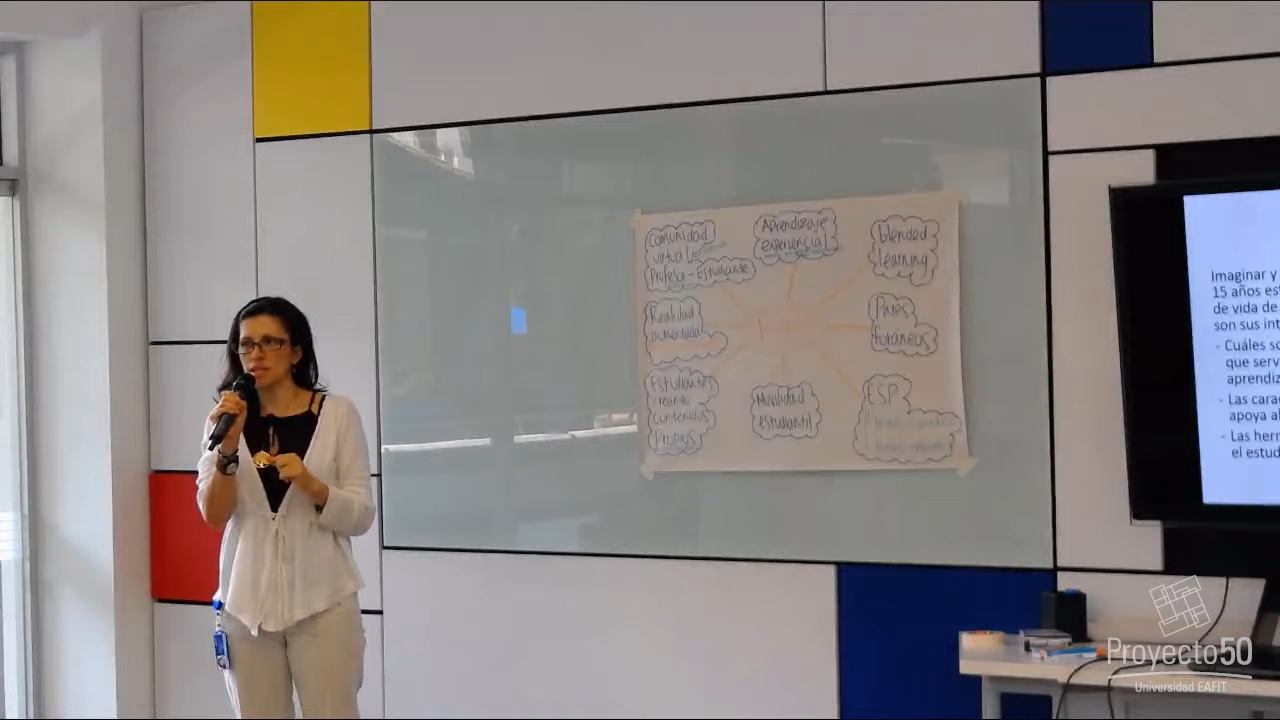 Comunidad
virtual
Profesor - Estudiante
Aprendizaje
experiencial
blended
learning
Realidad
aumentada
Pares
foráneos
Estudiantes
creando
contenidos
Propios
Movilidad
estudiantil
ESP
Imaginar y
15 años es
de vida de
son sus in
- Cuáles s
que serv
aprendiz
- Las cara
apoya a
- Las her
el estud
Proyecto50
Universidad EAFIT